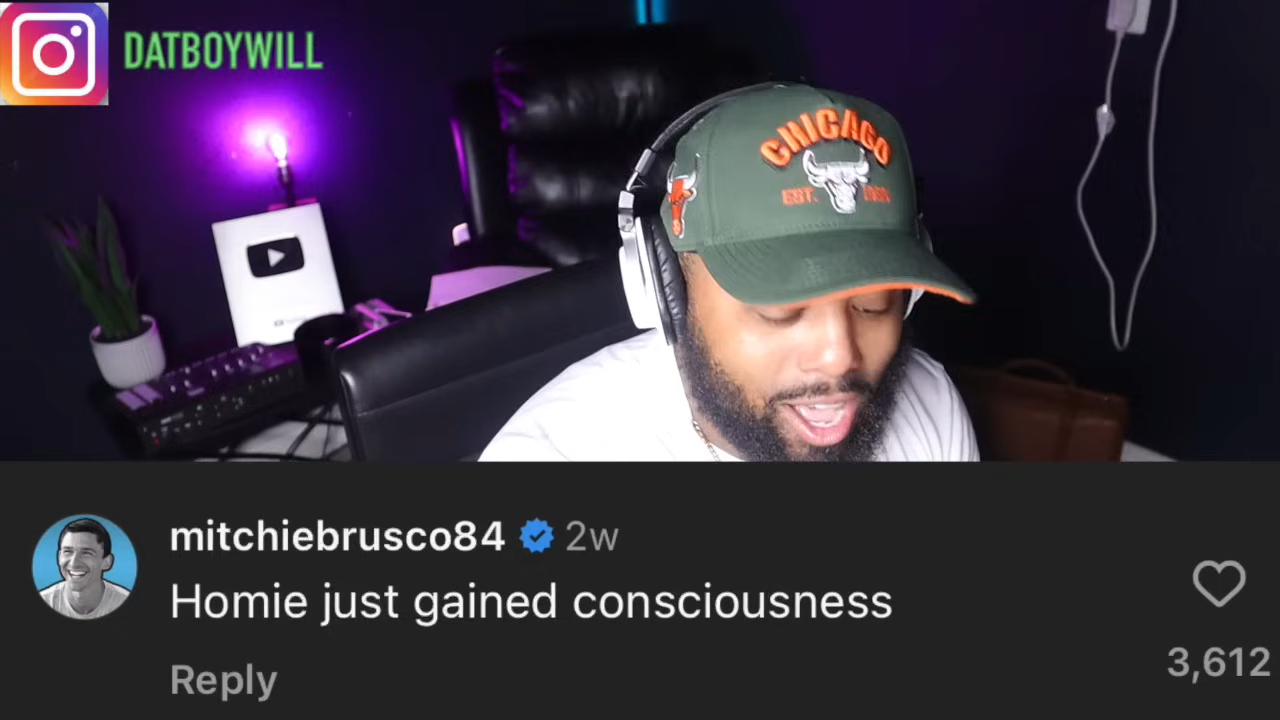 DATBOYWILL
CHICAGO
EST.
mitchiebrusco84 2w
Homie just gained consciousness
Reply
3,612